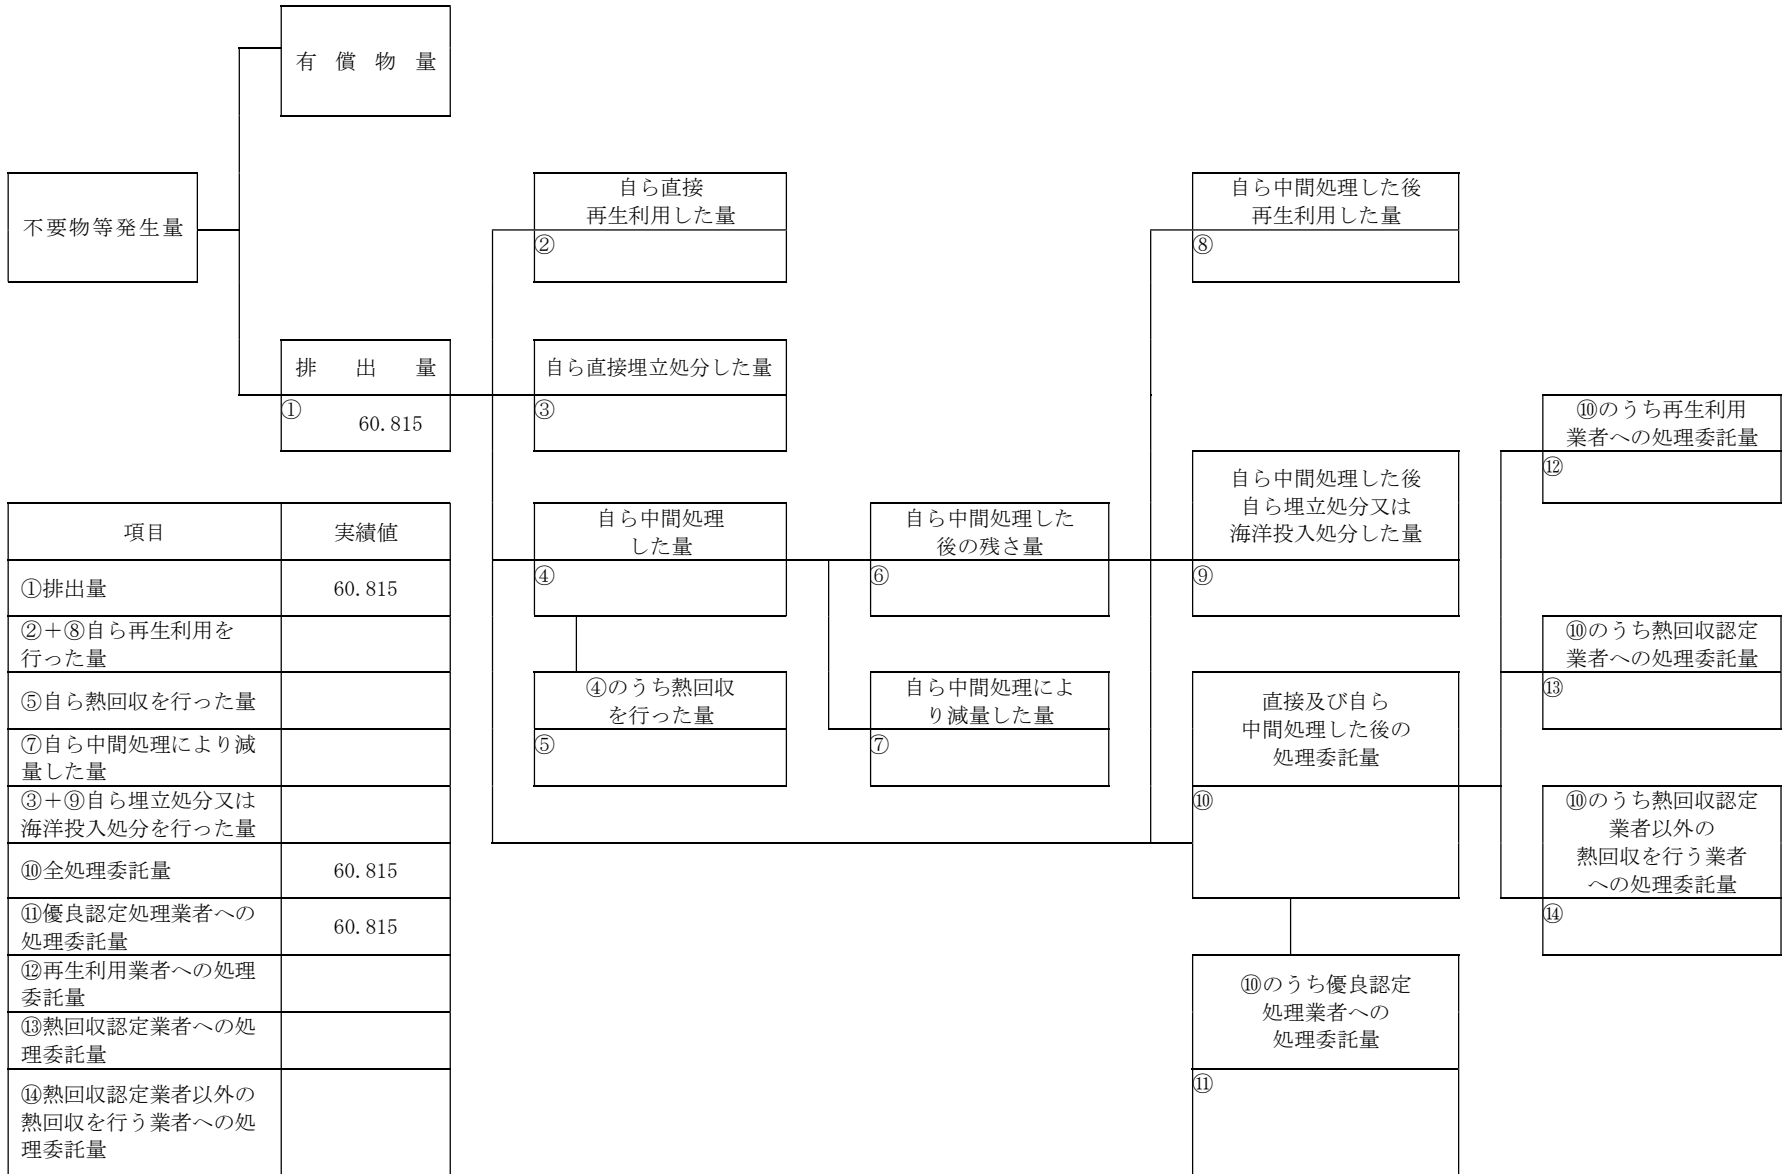 有償物量
不要物等発生量
自ら直接
再生利用した量
②
自ら中間処理した後
再生利用した量
⑧
排出量
①
60.815
自ら直接埋立処分した量
③
⑩のうち再生利用
業者への処理委託量
⑫
自ら中間処理した後
自ら埋立処分又は
海洋投入処分した量
⑨
自ら中間処理
した量
④
自ら中間処理した
後の残さ量
⑥
⑩のうち熱回収認定
業者への処理委託量
⑬
④のうち熱回収
を行った量
⑤
自ら中間処理によ
り減量した量
⑦
直接及び自ら
中間処理した後の
処理委託量
⑩
⑩のうち熱回収認定
業者以外の
熱回収を行う業者
への処理委託量
⑭
⑩のうち優良認定
処理業者への
処理委託量
⑪
項目 実績値
①排出量 60.815
②＋⑧自ら再生利用を
行った量
⑤自ら熱回収を行った量
⑦自ら中間処理により減
量した量
③＋⑨自ら埋立処分又は
海洋投入処分を行った量
⑩全処理委託量 60.815
⑪優良認定処理業者への
処理委託量 60.815
⑫再生利用業者への処理
委託量
⑬熱回収認定業者への処
理委託量
⑭熱回収認定業者以外の
熱回収を行う業者への処
理委託量